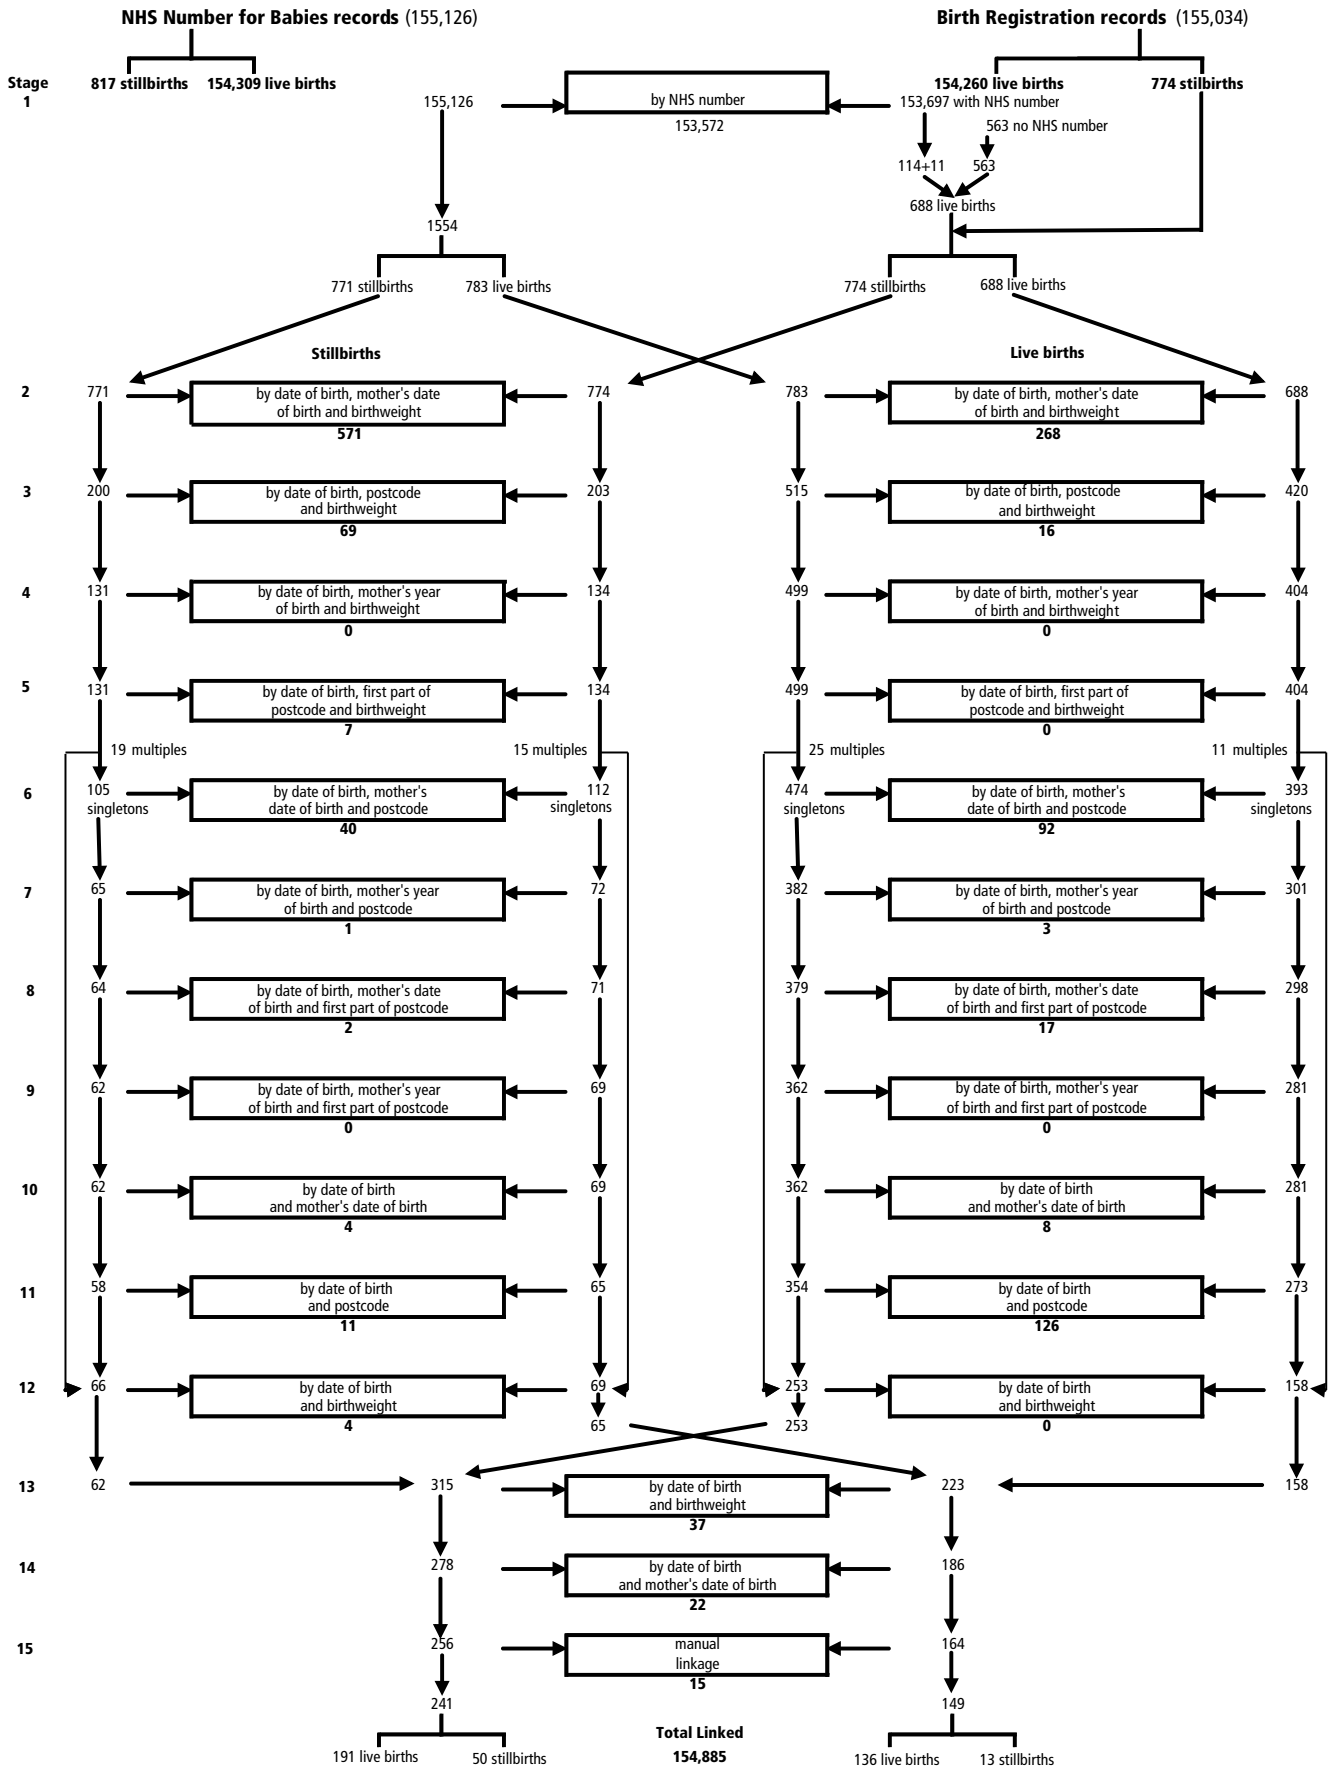 NHS Number for Babies records (155,126)
Birth Registration records (155,034)
Stage
1
817 stillbirths
154,309 live births
154,260 live births
774 stilbirths
155,126
by NHS number
153,572
153,697 with NHS number
563 no NHS number
114+11
563
688 live births
1554
771 stillbirths
783 live births
774 stillbirths
688 live births
Stillbirths
Live births
2
771
by date of birth, mother's date
of birth and birthweight
571
774
783
by date of birth, mother's date
of birth and birthweight
268
688
3
200
by date of birth, postcode
and birthweight
69
203
515
by date of birth, postcode
and birthweight
16
420
4
131
by date of birth, mother's year
of birth and birthweight
0
134
499
by date of birth, mother's year
of birth and birthweight
0
404
5
131
by date of birth, first part of
postcode and birthweight
7
134
499
by date of birth, first part of
postcode and birthweight
0
404
19 multiples
15 multiples
25 multiples
11 multiples
6
105
singletons
by date of birth, mother's
date of birth and postcode
40
112
singletons
474
singletons
by date of birth, mother's
date of birth and postcode
92
393
singletons
7
65
by date of birth, mother's year
of birth and postcode
1
72
382
by date of birth, mother's year
of birth and postcode
3
301
8
64
by date of birth, mother's date
of birth and first part of postcode
2
71
379
by date of birth, mother's date
of birth and first part of postcode
17
298
9
62
by date of birth, mother's year
of birth and first part of postcode
0
69
362
by date of birth, mother's year
of birth and first part of postcode
0
281
10
62
by date of birth
and mother's date of birth
4
69
362
by date of birth
and mother's date of birth
8
281
11
58
by date of birth
and postcode
11
65
354
by date of birth
and postcode
126
273
12
66
by date of birth
and birthweight
4
69
65
253
253
by date of birth
and birthweight
0
158
13
62
315
by date of birth
and birthweight
37
223
158
14
278
by date of birth
and mother's date of birth
22
186
15
256
manual
linkage
15
164
241
149
Total Linked
154,885
191 live births
50 stillbirths
136 live births
13 stillbirths